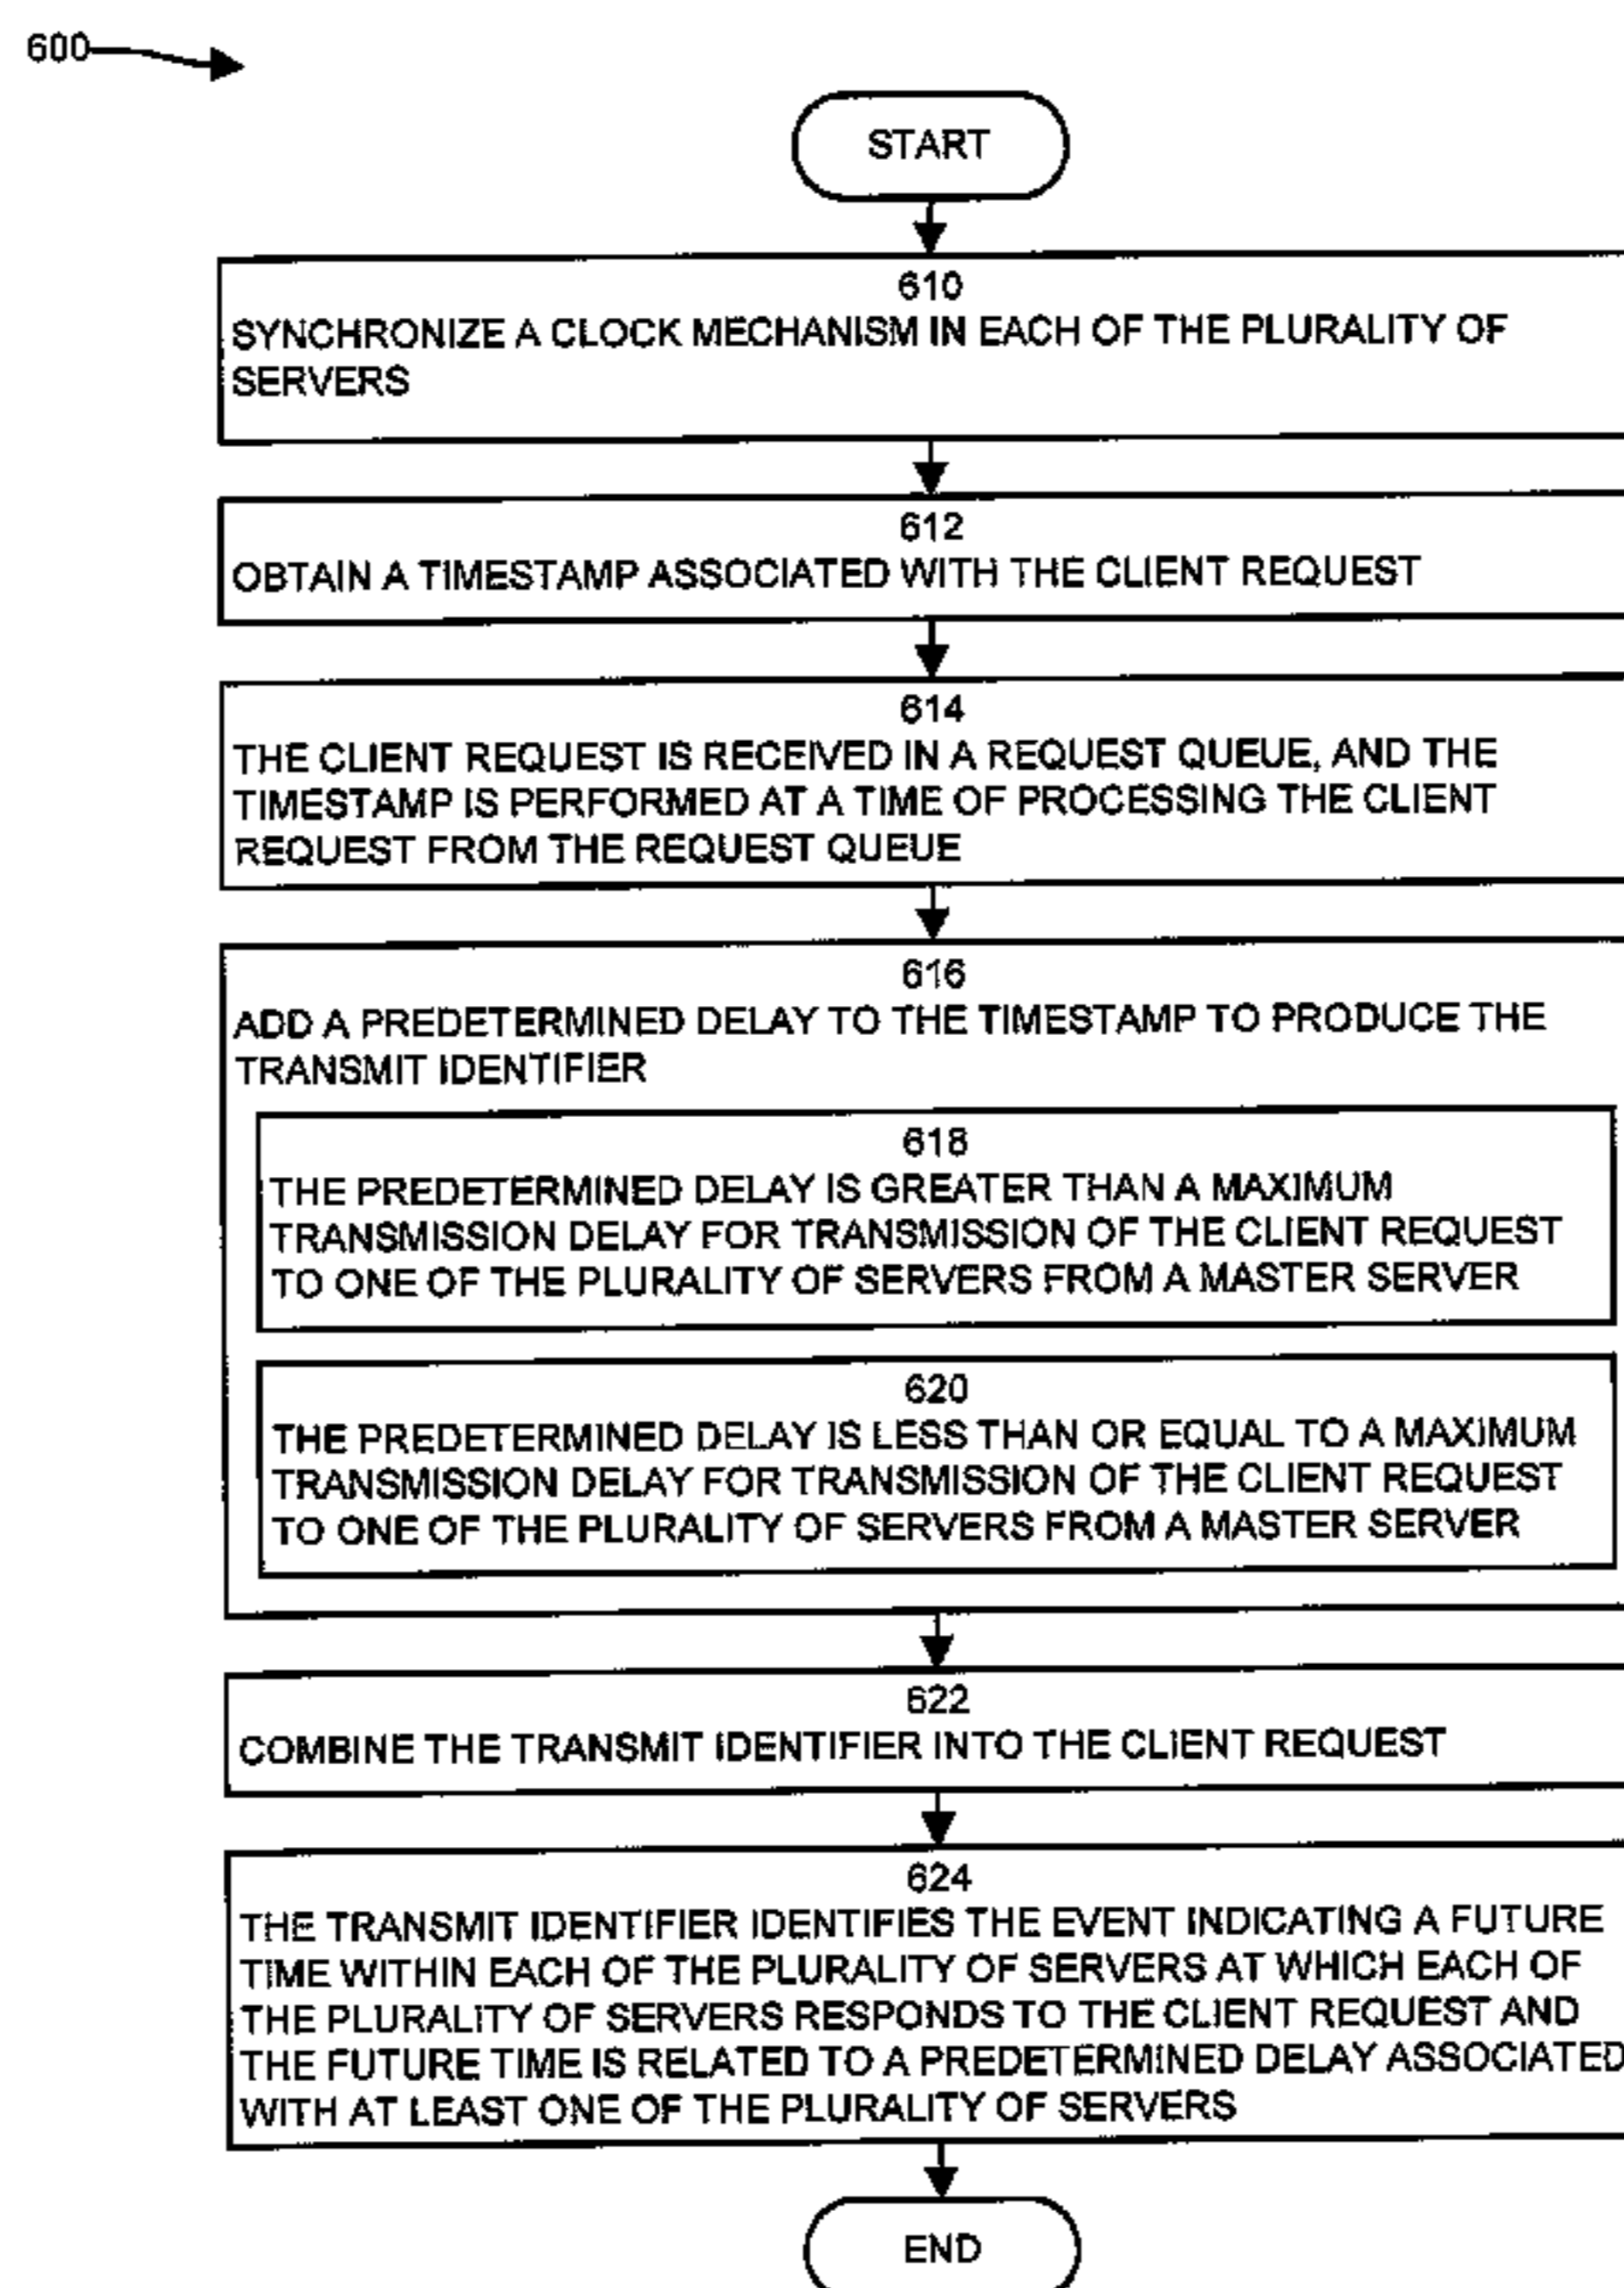 600
START
610
SYNCHRONIZE A CLOCK MECHANISM IN EACH OF THE PLURALITY OF
SERVERS
612
OBTAIN A TIMESTAMP ASSOCIATED WITH THE CLIENT REQUEST
614
THE CLIENT REQUEST IS RECEIVED IN A REQUEST QUEUE, AND THE
TIMESTAMP IS PERFORMED AT A TIME OF PROCESSING THE CLIENT
REQUEST FROM THE REQUEST QUEUE
616
ADD A PREDETERMINED DELAY TO THE TIMESTAMP TO PRODUCE THE
TRANSMIT IDENTIFIER
618
THE PREDETERMINED DELAY IS GREATER THAN A MAXIMUM
TRANSMISSION DELAY FOR TRANSMISSION OF THE CLIENT REQUEST
TO ONE OF THE PLURALITY OF SERVERS FROM A MASTER SERVER
620
THE PREDETERMINED DELAY IS LESS THAN OR EQUAL TO A MAXIMUM
TRANSMISSION DELAY FOR TRANSMISSION OF THE CLIENT REQUEST
TO ONE OF THE PLURALITY OF SERVERS FROM A MASTER SERVER
622
COMBINE THE TRANSMIT IDENTIFIER INTO THE CLIENT REQUEST
624
THE TRANSMIT IDENTIFIER IDENTIFIES THE EVENT INDICATING A FUTURE
TIME WITHIN EACH OF THE PLURALITY OF SERVERS AT WHICH EACH OF
THE PLURALITY OF SERVERS RESPONDS TO THE CLIENT REQUEST AND
THE FUTURE TIME IS RELATED TO A PREDETERMINED DELAY ASSOCIATED
WITH AT LEAST ONE OF THE PLURALITY OF SERVERS
END